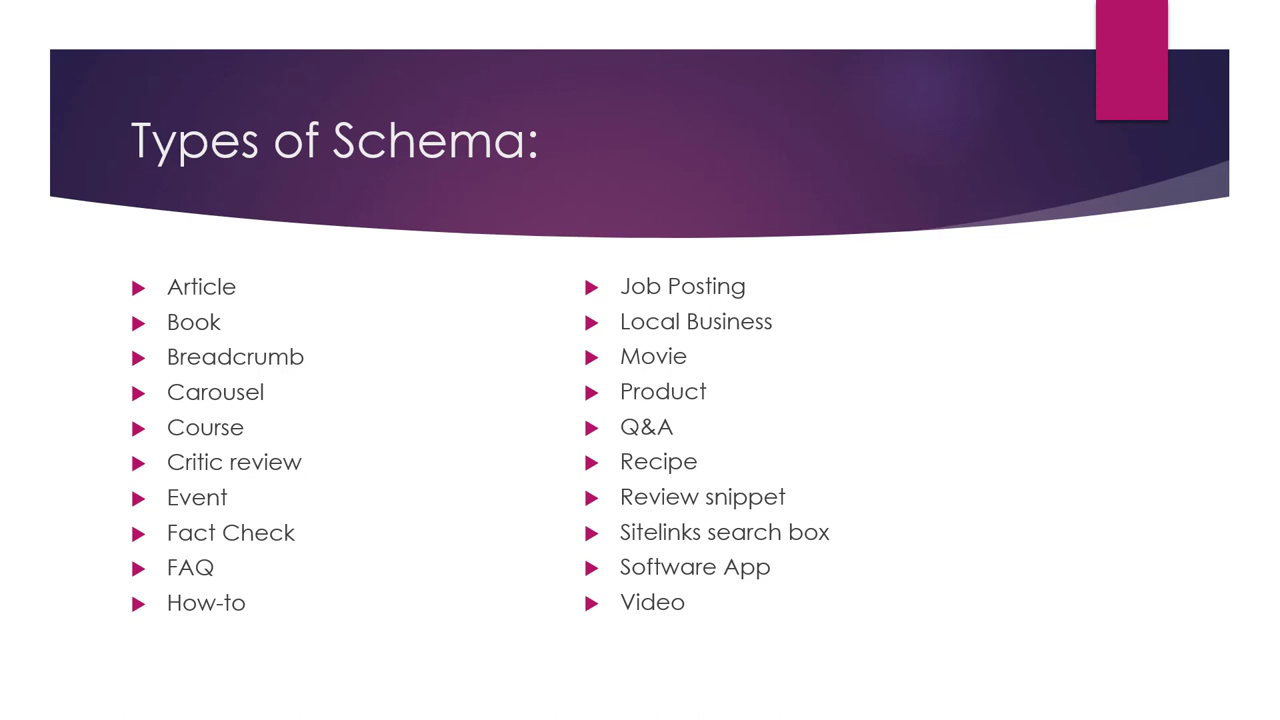 Types of Schema:
Article
Book
Breadcrumb
Carousel
Course
Critic review
Event
Fact Check
FAQ
How-to
Job Posting
Local Business
Movie
Product
Q&A
Recipe
Review snippet
Sitelinks search box
Software App
Video